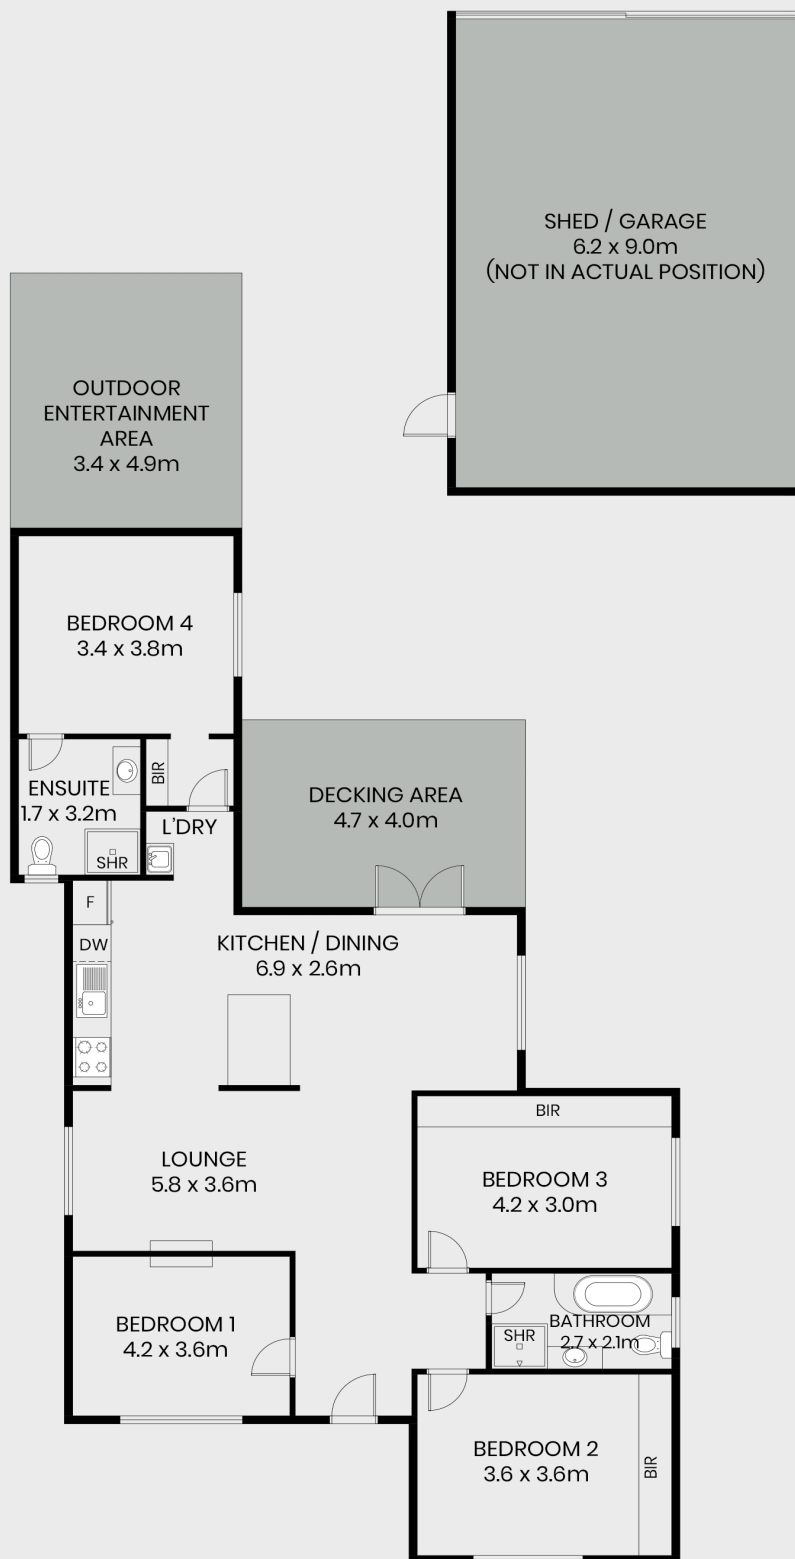 SHED / GARAGE
6.2 x 9.0m
(NOT IN ACTUAL POSITION)
OUTDOOR
ENTERTAINMENT
AREA
3.4 x 4.9m
BEDROOM 4
3.4 x 3.8m
BIR
ENSUITE
1.7 x 3.2m
SHR
L'DRY
DECKING AREA
4.7 x 4.0m
F
DW
KITCHEN / DINING
6.9 x 2.6m
LOUNGE
5.8 x 3.6m
BIR
BEDROOM 3
4.2 x 3.0m
BEDROOM 1
4.2 x 3.6m
SHR
BATHROOM
2.7 x 2.1m
BEDROOM 2
3.6 x 3.6m
BIR